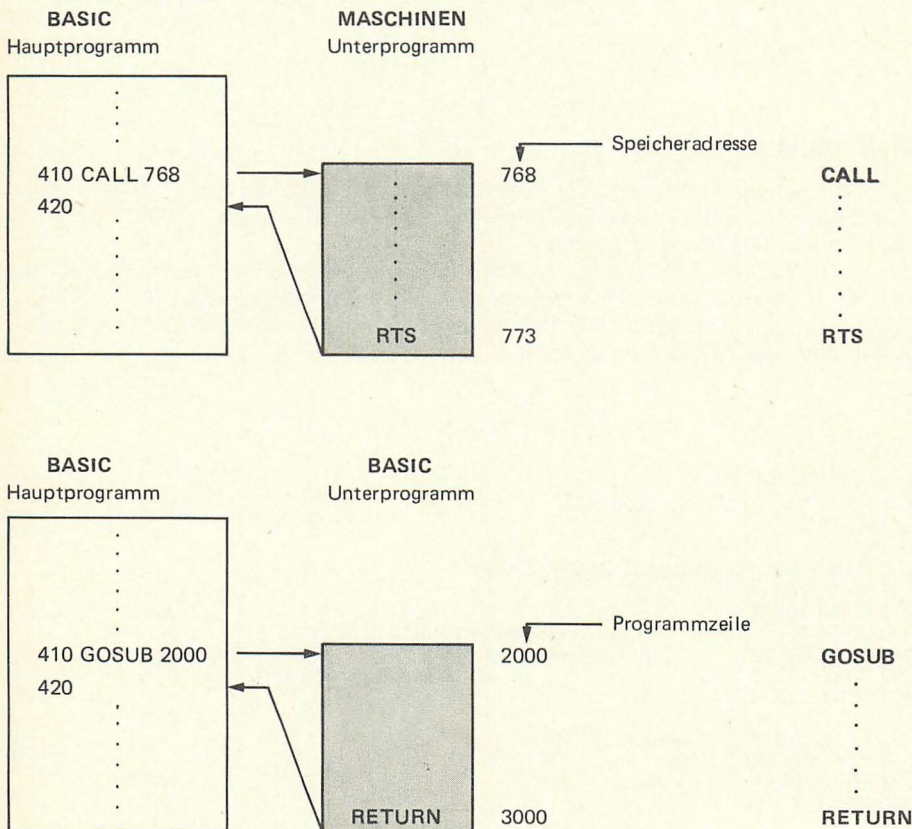 BASIC MASCHINEN
Hauptprogramm Unterprogramm
Speicheradresse
410 CALL 768 768 CALL
420
RTS 773 RTS
BASIC BASIC
Hauptprogramm Unterprogramm
Programmzeile
410 GOSUB 2000 2000 GOSUB
420
RETURN 3000 RETURN